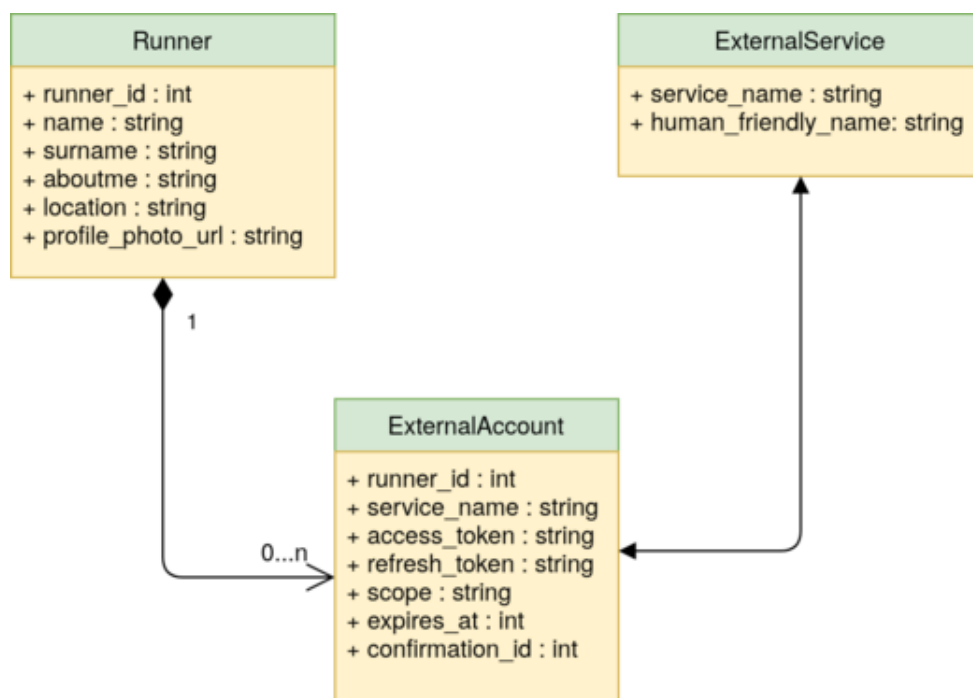 Runner
+ runner_id : int
+ name : string
+ surname : string
+ aboutme : string
+ location : string
+ profile_photo_url : string
1
ExternalService
+ service_name : string
+ human_friendly_name: string
0...n
ExternalAccount
+ runner_id : int
+ service_name : string
+ access_token : string
+ refresh_token : string
+ scope : string
+ expires_at : int
+ confirmation_id : int